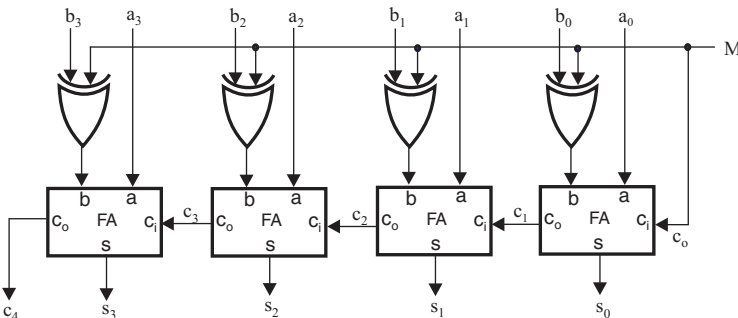 b₃ a₃ b₂ a₂ b₁ a₁ b₀ a₀
M
b a b a b a b a
cₒ FA cᵢ c₃ cₒ FA cᵢ c₂ cₒ FA cᵢ c₁ cₒ FA cᵢ cₒ
s s s s
c₄ s₃ s₂ s₁ s₀